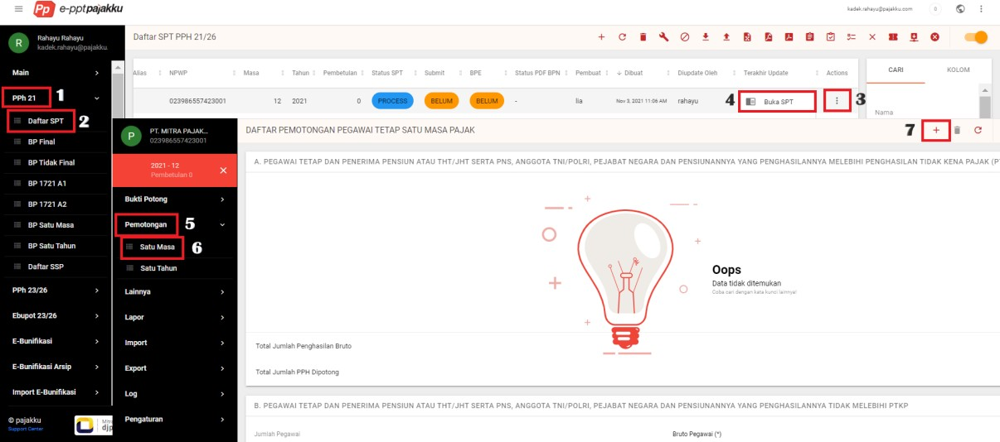 Pp e-pptpajakku
kadek.rahayu@pajakku.com 0
R Rahayu Rahayu
kadek.rahayu@pajakku
Main
PPh 21 1
Daftar SPT 2
BP Final
BP Tidak Final
BP 1721 A1
BP 1721 A2
BP Satu Masa
BP Satu Tahun
Daftar SSP
PPh 23/26
Ebupot 23/26
E-Bunifikasi
E-Bunifikasi Arsip
Import E-Bunifikasi
© pajakku
Support Center
Mitra
djp
Daftar SPT PPH 21/26
Alias NPWP Masa Tahun Pembetulan Status SPT Submit BPE Status PDF BPN Pembuat Dibuat Diupdate Oleh Terakhir Update Actions
023986557423001 12 2021 0 PROCESS BELUM BELUM - lia Nov 3, 2021 11:06 AM rahayu 4 Buka SPT 3
CARI KOLOM
Nama
P PT. MITRA PAJAK...
023986557423001
2021 - 12
Pembetulan 0
Bukti Potong
Pemotongan 5
Satu Masa 6
Satu Tahun
Lainnya
Lapor
Import
Export
Log
Pengaturan
DAFTAR PEMOTONGAN PEGAWAI TETAP SATU MASA PAJAK 7
A. PEGAWAI TETAP DAN PENERIMA PENSIUN ATAU THT/JHT SERTA PNS, ANGGOTA TNI/POLRI, PEJABAT NEGARA DAN PENSIUNANNYA YANG PENGHASILANNYA MELEBIHI PENGHASILAN TIDAK KENA PAJAK (PT
Oops
Data tidak ditemukan
Coba cari dengan kata kunci lainnya!
Total Jumlah Penghasilan Bruto
Total Jumlah PPH Dipotong
B. PEGAWAI TETAP DAN PENERIMA PENSIUN ATAU THT/JHT SERTA PNS, ANGGOTA TNI/POLRI, PEJABAT NEGARA DAN PENSIUNANNYA YANG PENGHASILANNYA TIDAK MELEBIHI PTKP
Jumlah Pegawai Bruto Pegawai (*)